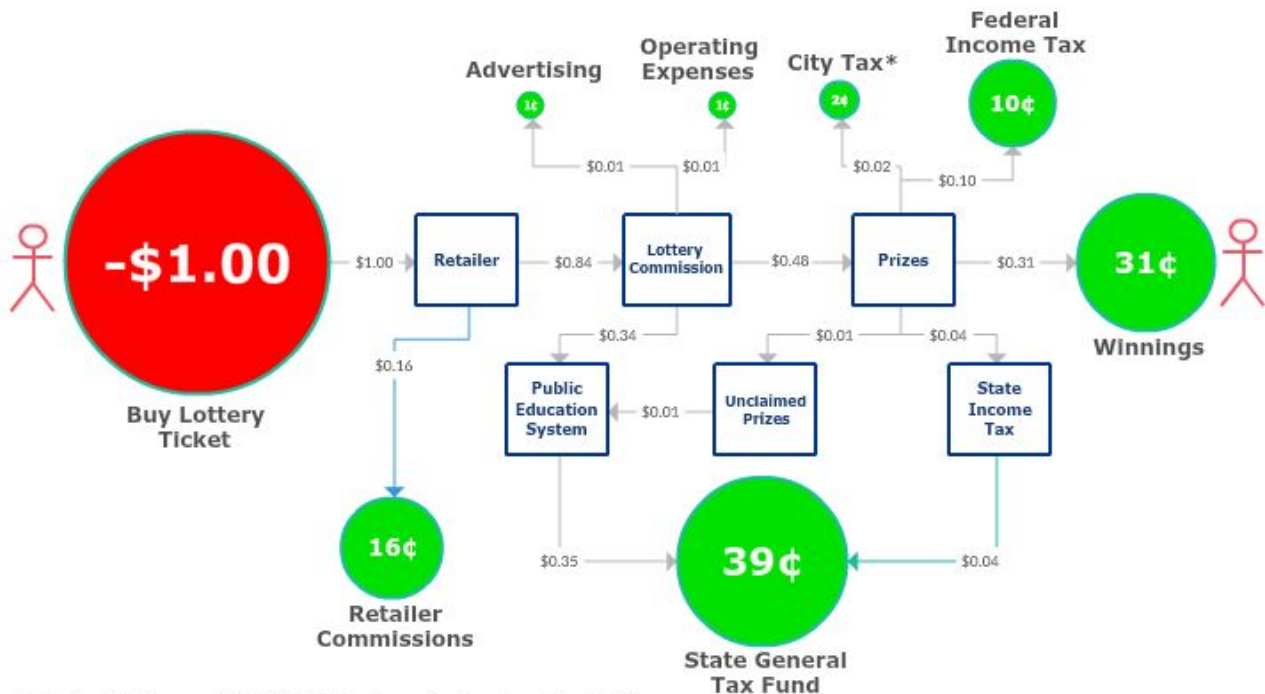 Federal
Income Tax
Operating
Expenses
City Tax*
Advertising
1¢
1¢
2¢
10¢
$0.01
$0.01
$0.02
$0.10
-$1.00
$1.00
Retailer
$0.84
Lottery
Commission
$0.48
Prizes
$0.31
31¢
Winnings
$0.34
$0.01
$0.04
$0.16
Public
Education
System
$0.01
Unclaimed
Prizes
State
Income
Tax
Buy Lottery
Ticket
16¢
$0.35
39¢
$0.04
Retailer
Commissions
State General
Tax Fund